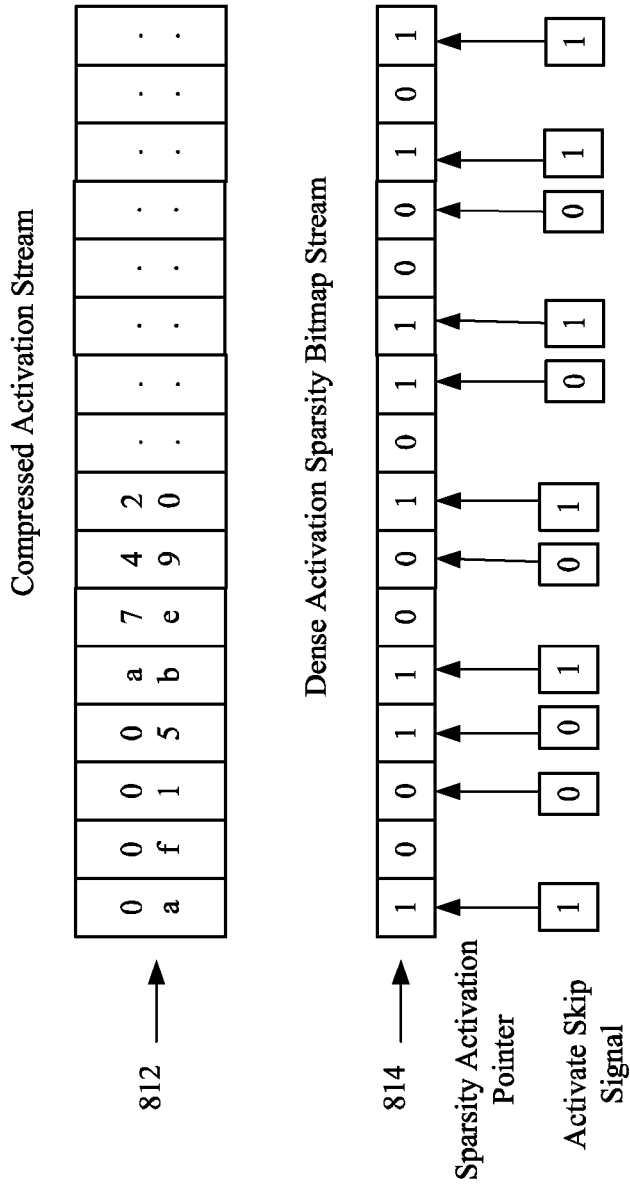 Compressed Activation Stream
0 0 0 0 a 7 4 2 . . . . . . . .
812
a f 1 5 b e 9 0 . . . . . . . .
Dense Activation Sparsity Bitmap Stream
814 1 0 0 1 1 0 0 1 0 1 1 0 0 1 0 1
Sparsity Activation
Pointer
Activate Skip
Signal
1 0 0 1 0 1 0 1 0 1 1